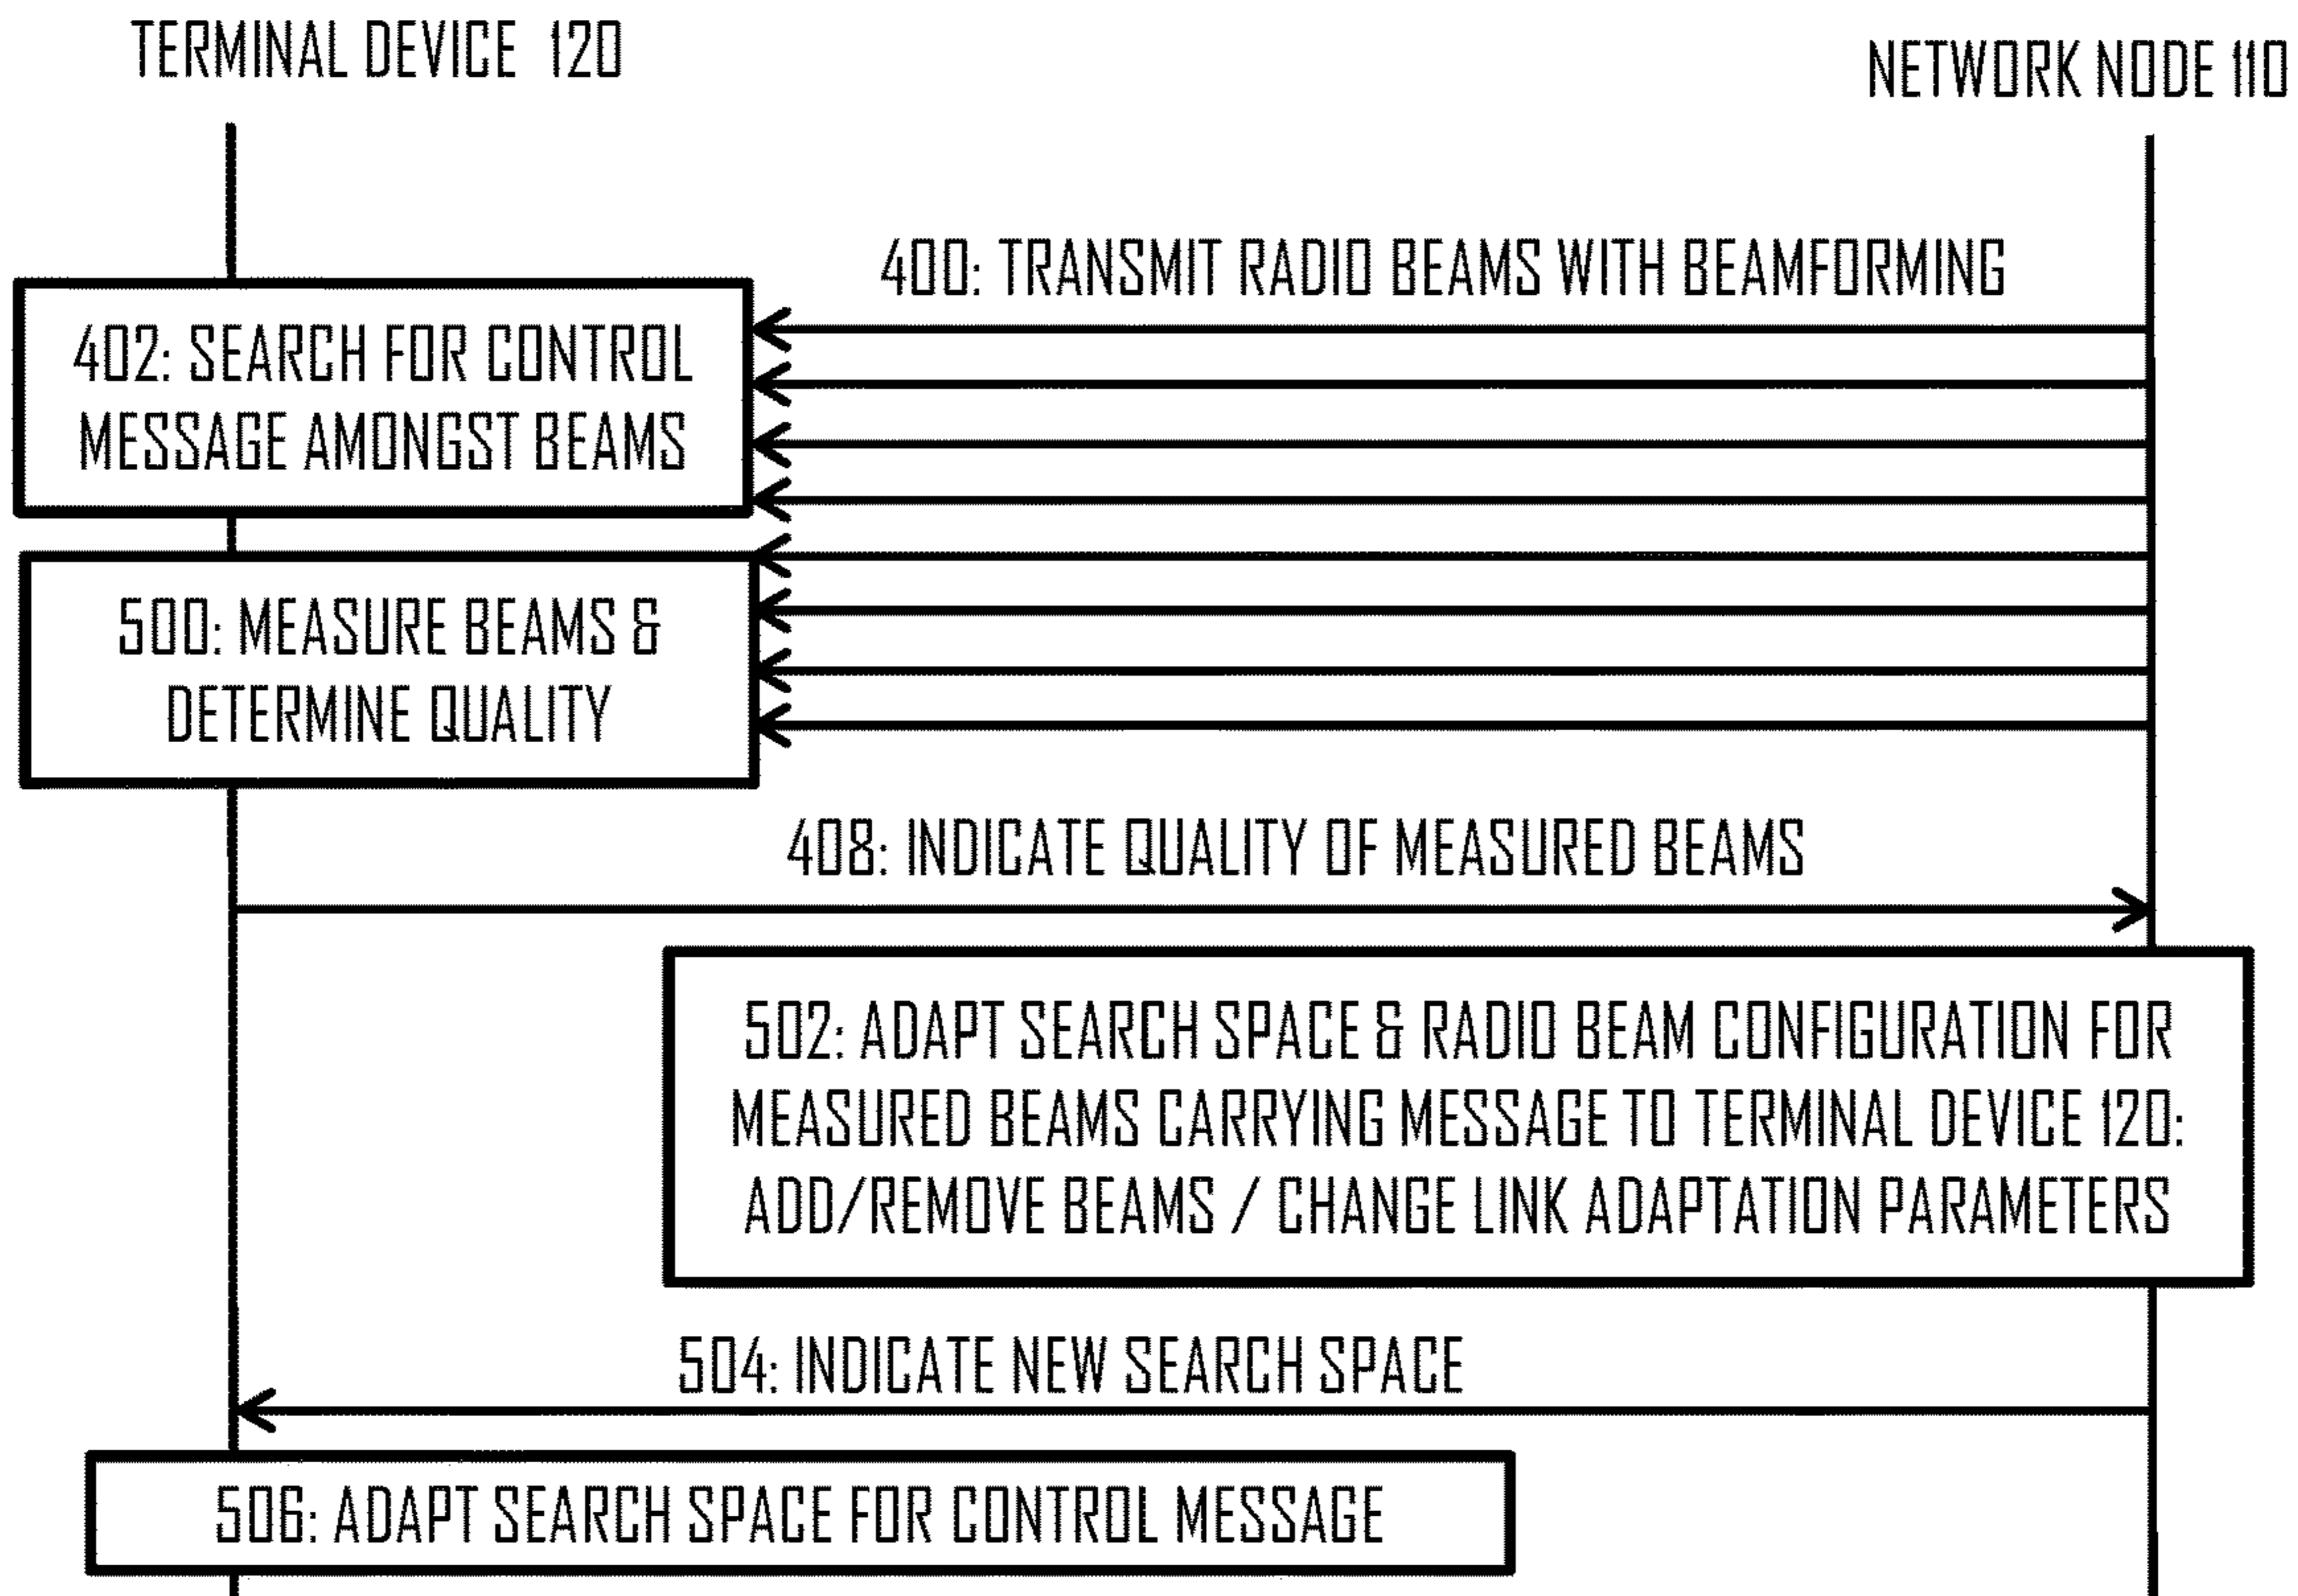 TERMINAL DEVICE 120
NETWORK NODE 110
400: TRANSMIT RADIO BEAMS WITH BEAMFORMING
402: SEARCH FOR CONTROL
MESSAGE AMONGST BEAMS
500: MEASURE BEAMS &
DETERMINE QUALITY
408: INDICATE QUALITY OF MEASURED BEAMS
502: ADAPT SEARCH SPACE & RADIO BEAM CONFIGURATION FOR
MEASURED BEAMS CARRYING MESSAGE TO TERMINAL DEVICE 120:
ADD/REMOVE BEAMS / CHANGE LINK ADAPTATION PARAMETERS
504: INDICATE NEW SEARCH SPACE
506: ADAPT SEARCH SPACE FOR CONTROL MESSAGE